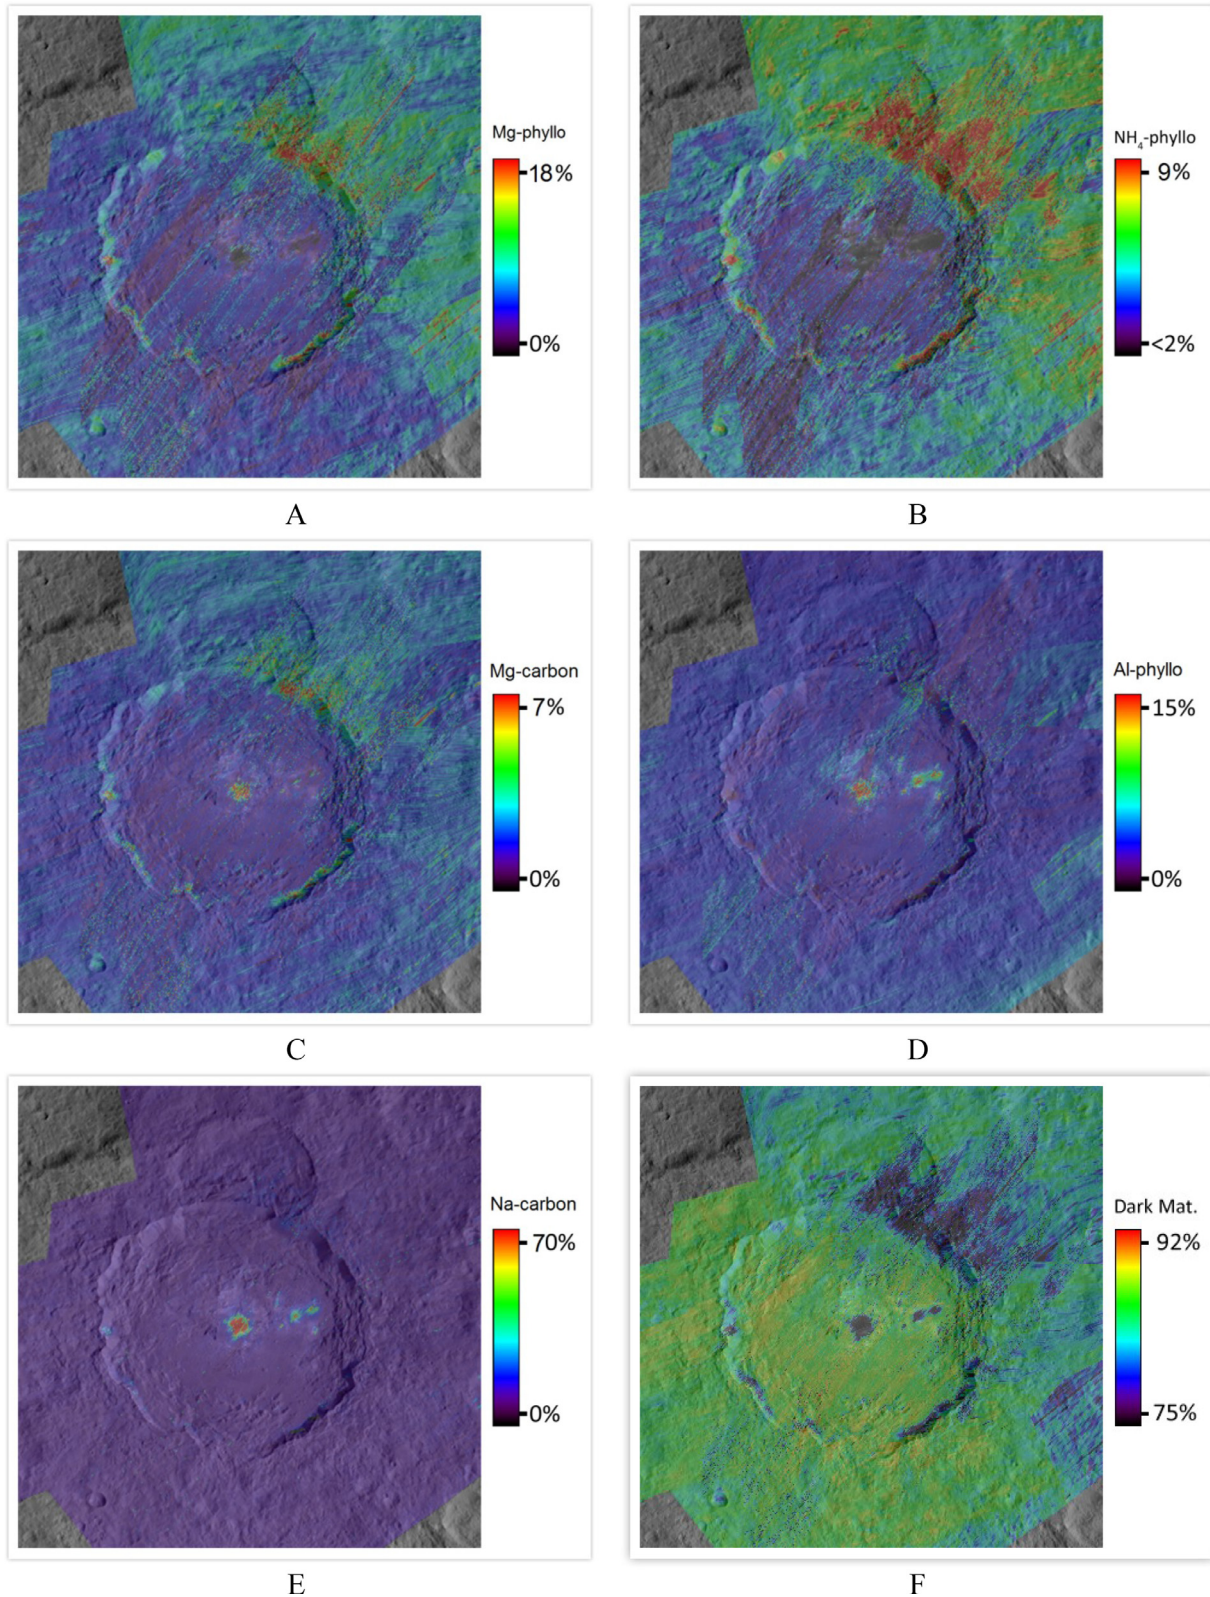 Mg-phyllo
18%
0%
A
NH4-phyllo
9%
<2%
B
Mg-carbon
7%
0%
C
Al-phyllo
15%
0%
D
Na-carbon
70%
0%
E
Dark Mat.
92%
75%
F